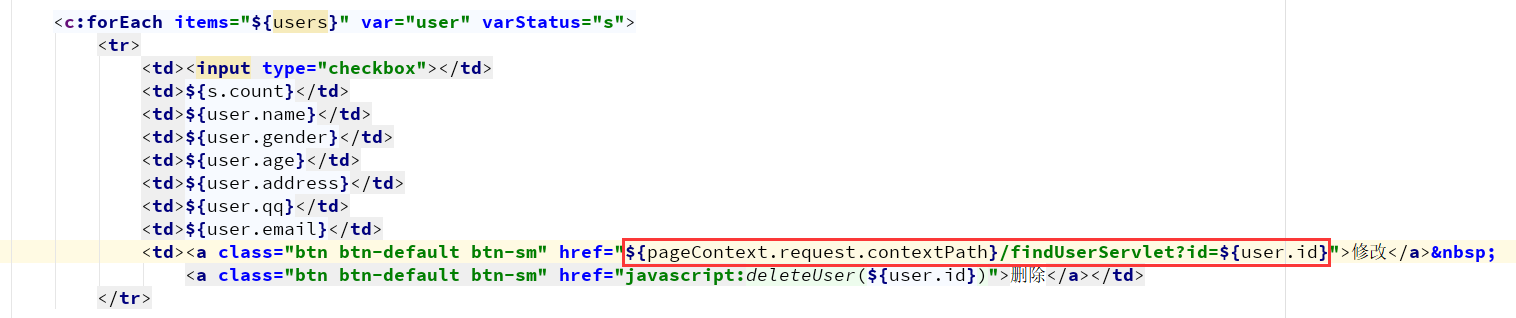 <c:forEach items="${users}" var="user" varStatus="s">
<tr>
<td><input type="checkbox"></td>
<td>${s.count}</td>
<td>${user.name}</td>
<td>${user.gender}</td>
<td>${user.age}</td>
<td>${user.address}</td>
<td>${user.qq}</td>
<td>${user.email}</td>
<td><a class="btn btn-default btn-sm" href="${pageContext.request.contextPath}/findUserServlet?id=${user.id}">修改</a>&nbsp;
<a class="btn btn-default btn-sm" href="javascript:deleteUser(${user.id})">删除</a></td>
</tr>